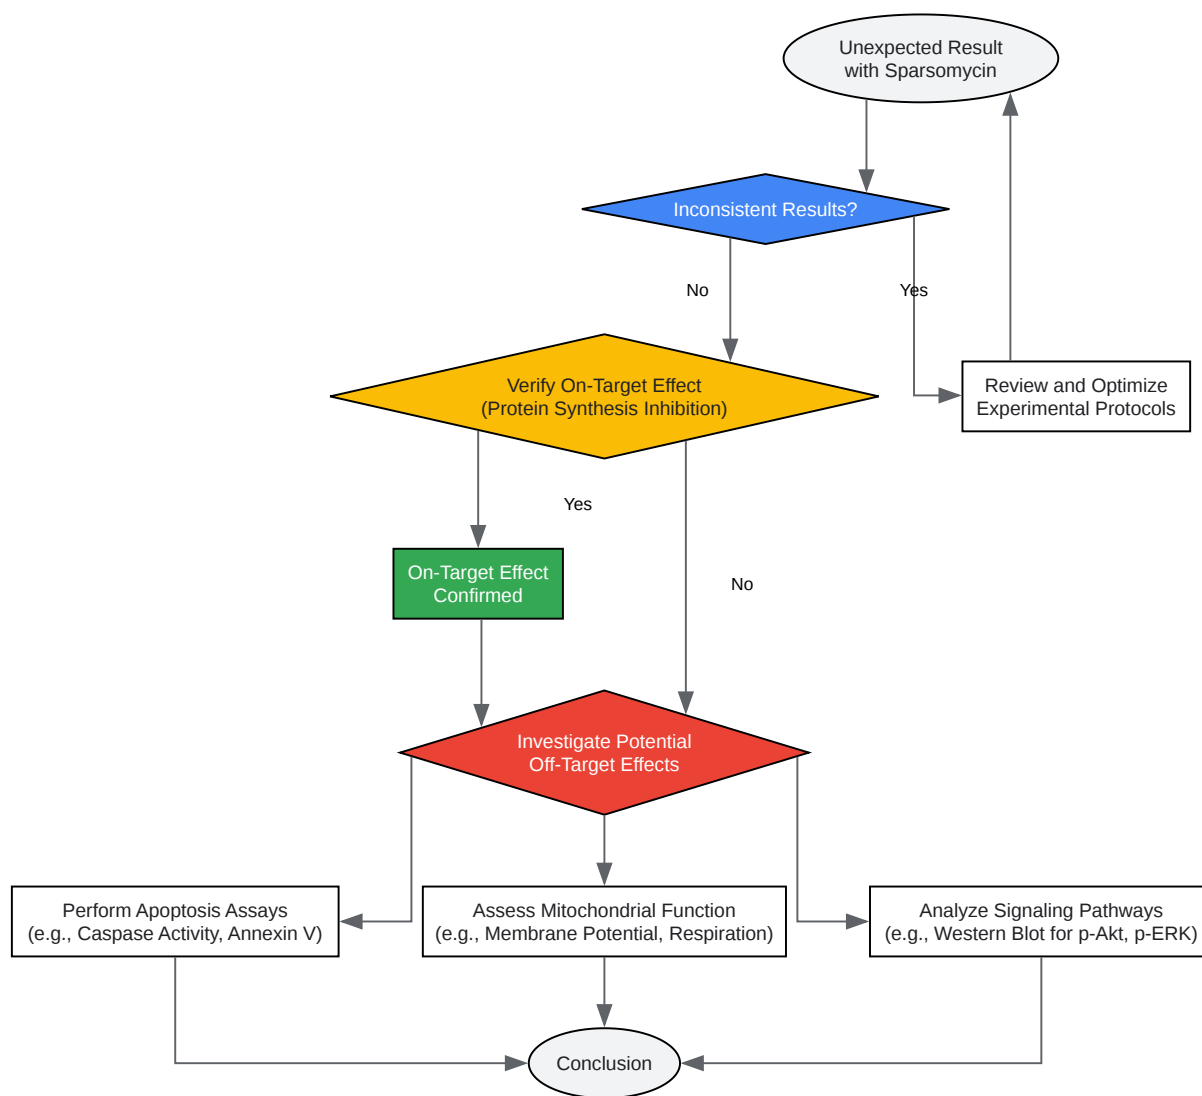 Unexpected Result
with Sparsomycin
Inconsistent Results?
No
Yes
Verify On-Target Effect
(Protein Synthesis Inhibition)
Review and Optimize
Experimental Protocols
Yes
On-Target Effect
Confirmed
No
Investigate Potential
Off-Target Effects
Perform Apoptosis Assays
(e.g., Caspase Activity, Annexin V)
Assess Mitochondrial Function
(e.g., Membrane Potential, Respiration)
Analyze Signaling Pathways
(e.g., Western Blot for p-Akt, p-ERK)
Conclusion